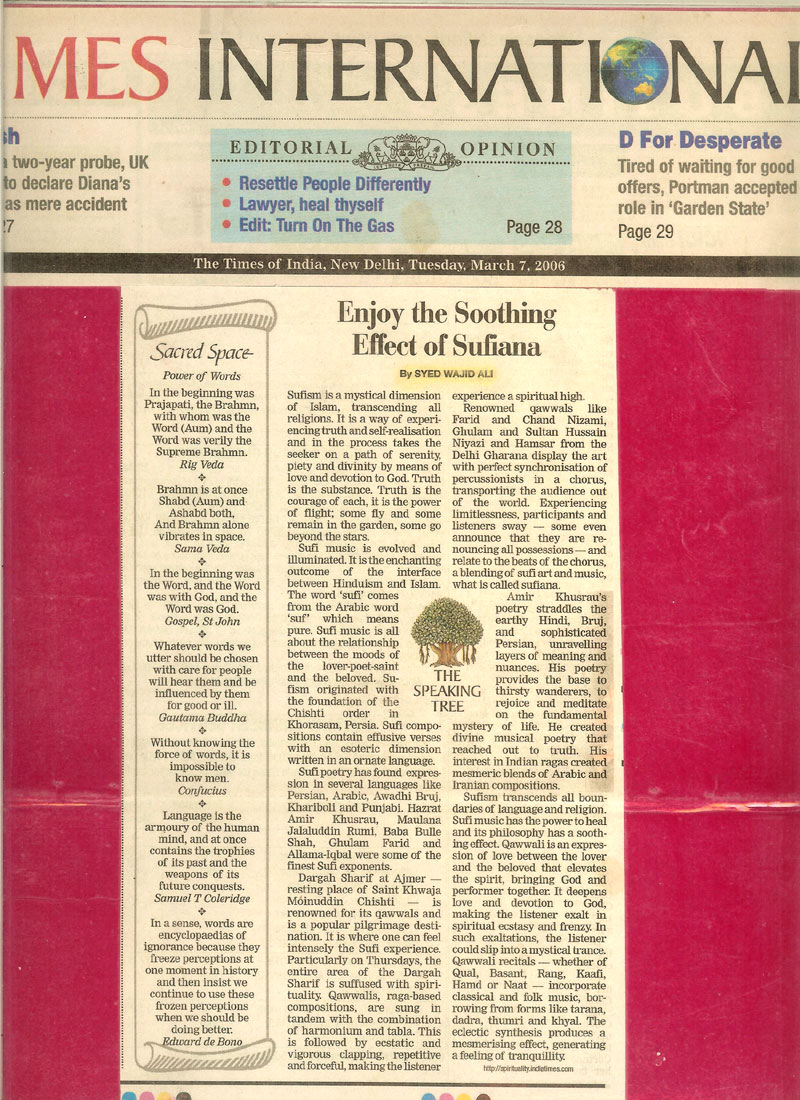 MES INTERNATIONAL
sh
a two-year probe, UK
to declare Diana's
as mere accident
27
EDITORIAL OPINION
• Resettle People Differently
• Lawyer, heal thyself
• Edit: Turn On The Gas
Page 28
D For Desperate
Tired of waiting for good
offers, Portman accepted
role in 'Garden State'
Page 29
The Times of India, New Delhi, Tuesday, March 7, 2006
Sacred Space
Power of Words
In the beginning was
Prajapati, the Brahmn,
with whom was the
Word (Aum) and the
Word was verily the
Supreme Brahmn.
Rig Veda
Brahmn is at once
Shabd (Aum) and
Ashabd both,
And Brahmn alone
vibrates in space.
Sama Veda
In the beginning was
the Word, and the Word
was with God, and the
Word was God.
Gospel, St John
Whatever words we
utter should be chosen
with care for people
will hear them and be
influenced by them
for good or ill.
Gautama Buddha
Without knowing the
force of words, it is
impossible to
know men.
Confucius
Language is the
armoury of the human
mind, and at once
contains the trophies
of its past and the
weapons of its
future conquests.
Samuel T Coleridge
In a sense, words are
encyclopaedias of
ignorance because they
freeze perceptions at
one moment in history
and then insist we
continue to use these
frozen perceptions
when we should be
doing better.
Edward de Bono
Enjoy the Soothing
Effect of Sufiana
By SYED WAJID ALI
Sufism is a mystical dimension
of Islam, transcending all
religions. It is a way of experi-
encing truth and self-realisation
and in the process takes the
seeker on a path of serenity,
piety and divinity by means of
love and devotion to God. Truth
is the substance. Truth is the
courage of each, it is the power
of flight; some fly and some
remain in the garden, some go
beyond the stars.
Sufi music is evolved and
illuminated. It is the enchanting
outcome of the interface
between Hinduism and Islam.
The word 'sufi' comes
from the Arabic word
'suf' which means
pure. Sufi music is all
about the relationship
between the moods of
the lover-poet-saint
and the beloved. Su-
fism originated with
the foundation of the
Chishti order in
Khorasam, Persia. Sufi compo-
sitions contain effusive verses
with an esoteric dimension
written in an ornate language.
Sufi poetry has found expres-
sion in several languages like
Persian, Arabic, Awadhi Bruj,
Khariboli and Punjabi. Hazrat
Amir Khusrau, Maulana
Jalaluddin Rumi, Baba Bulle
Shah, Ghulam Farid and
Allama-Iqbal were some of the
finest Sufi exponents.
Dargah Sharif at Ajmer —
resting place of Saint Khwaja
Moinuddin Chishti — is
renowned for its qawwals and
is a popular pilgrimage desti-
nation. It is where one can feel
intensely the Sufi experience.
Particularly on Thursdays, the
entire area of the Dargah
Sharif is suffused with spiri-
tuality. Qawwalis, raga-based
compositions, are sung in
tandem with the combination
of harmonium and tabla. This
is followed by ecstatic and
vigorous clapping, repetitive
and forceful, making the listener
THE
SPEAKING
TREE
experience a spiritual high.
Renowned qawwals like
Farid and Chand Nizami,
Ghulam and Sultan Hussain
Niyazi and Hamsar from the
Delhi Gharana display the art
with perfect synchronisation of
percussionists in a chorus,
transporting the audience out
of the world. Experiencing
limitlessness, participants and
listeners sway — some even
announce that they are re-
nouncing all possessions — and
relate to the beats of the chorus,
a blending of sufi art and music,
what is called sufiana.
Amir Khusrau's
poetry straddles the
earthy Hindi, Bruj,
and sophisticated
Persian, unravelling
layers of meaning and
nuances. His poetry
provides the base to
thirsty wanderers, to
rejoice and meditate
on the fundamental
mystery of life. He created
divine musical poetry that
reached out to truth. His
interest in Indian ragas created
mesmeric blends of Arabic and
Iranian compositions.
Sufism transcends all boun-
daries of language and religion.
Sufi music has the power to heal
and its philosophy has a sooth-
ing effect. Qawwali is an expres-
sion of love between the lover
and the beloved that elevates
the spirit, bringing God and
performer together. It deepens
love and devotion to God,
making the listener exalt in
spiritual ecstasy and frenzy. In
such exaltations, the listener
could slip into a mystical trance.
Qawwali recitals — whether of
Qual, Basant, Rang, Kaafi,
Hamd or Naat — incorporate
classical and folk music, bor-
rowing from forms like tarana,
dadra, thumri and khyal. The
eclectic synthesis produces a
mesmerising effect, generating
a feeling of tranquillity.
http://spirituality.indiatimes.com